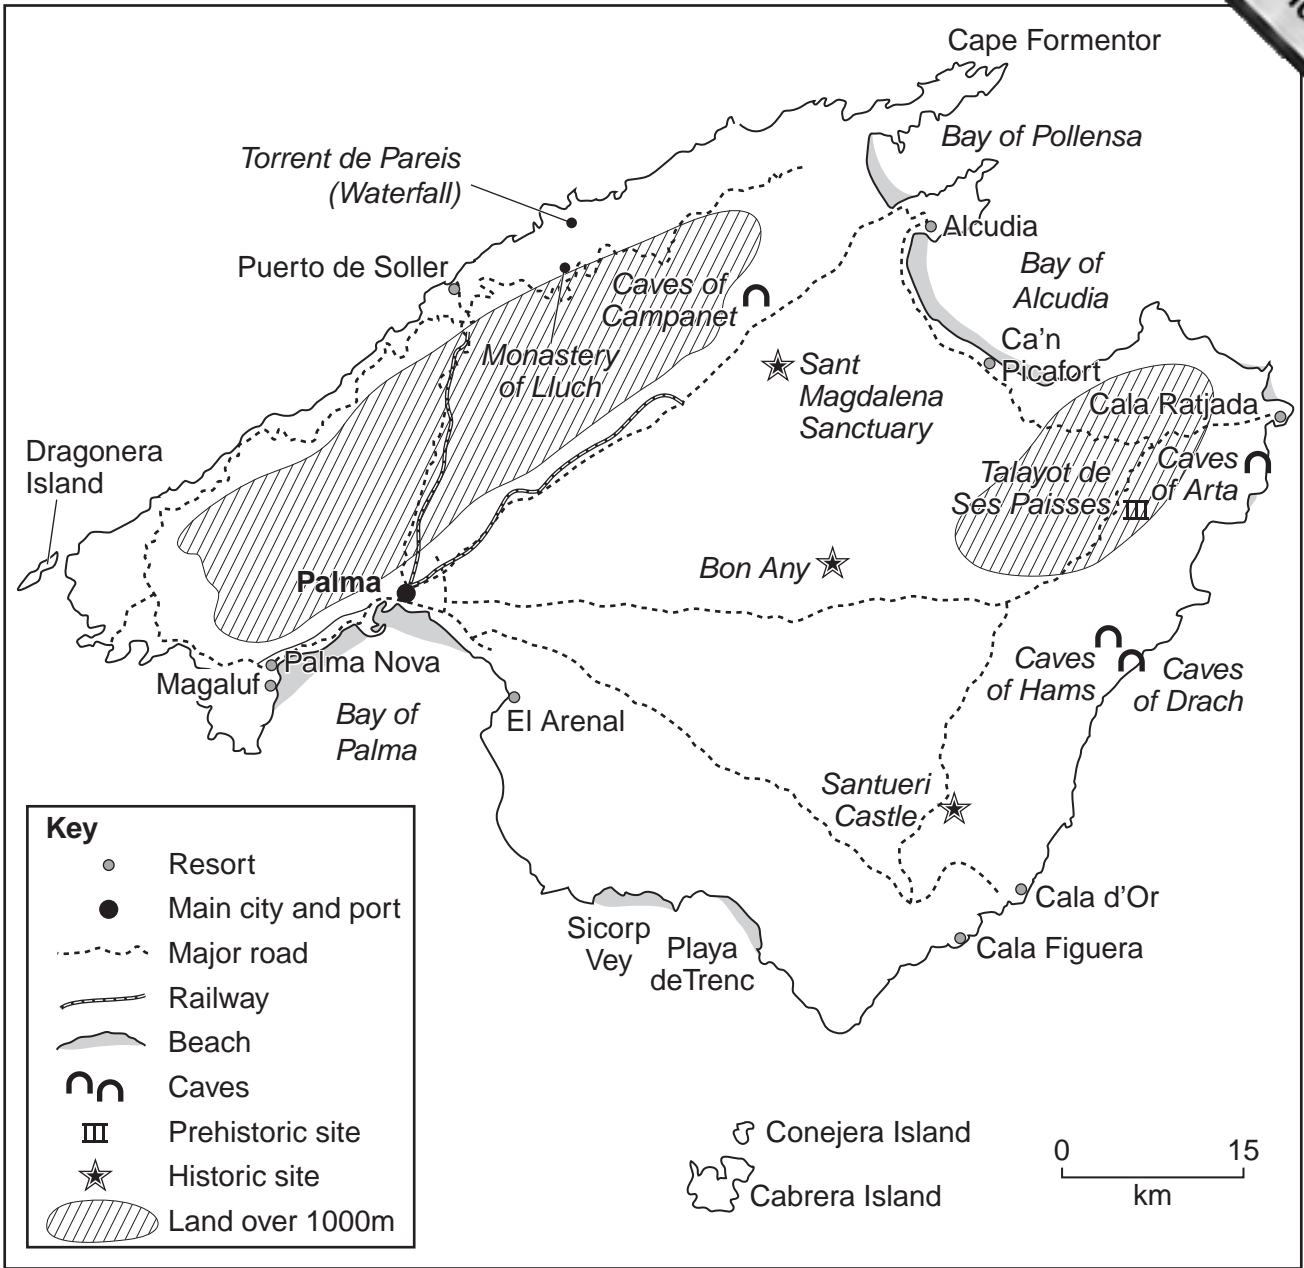 Cape Formentor
Bay of Pollensa
Torrent de Pareis
(Waterfall)
Alcudia
Puerto de Soller
Bay of
Alcudia
Caves of
Campanet
Ca'n
Picafort
Monastery
of Lluch
Sant
Magdalena
Sanctuary
Cala Ratjada
Dragonera
Island
Caves
of Arta
Talayot de
Ses Paisses
Bon Any
Palma
Palma Nova
Magaluf
Caves
of Hams
Caves
of Drach
Bay of
Palma
El Arenal
Santueri
Castle
Cala d'Or
Cala Figuera
Sicorp
Vey
Playa
deTrenc
Key
Resort
Main city and port
Major road
Railway
Beach
Caves
Prehistoric site
Historic site
Land over 1000m
Conejera Island
Cabrera Island
0 15
km